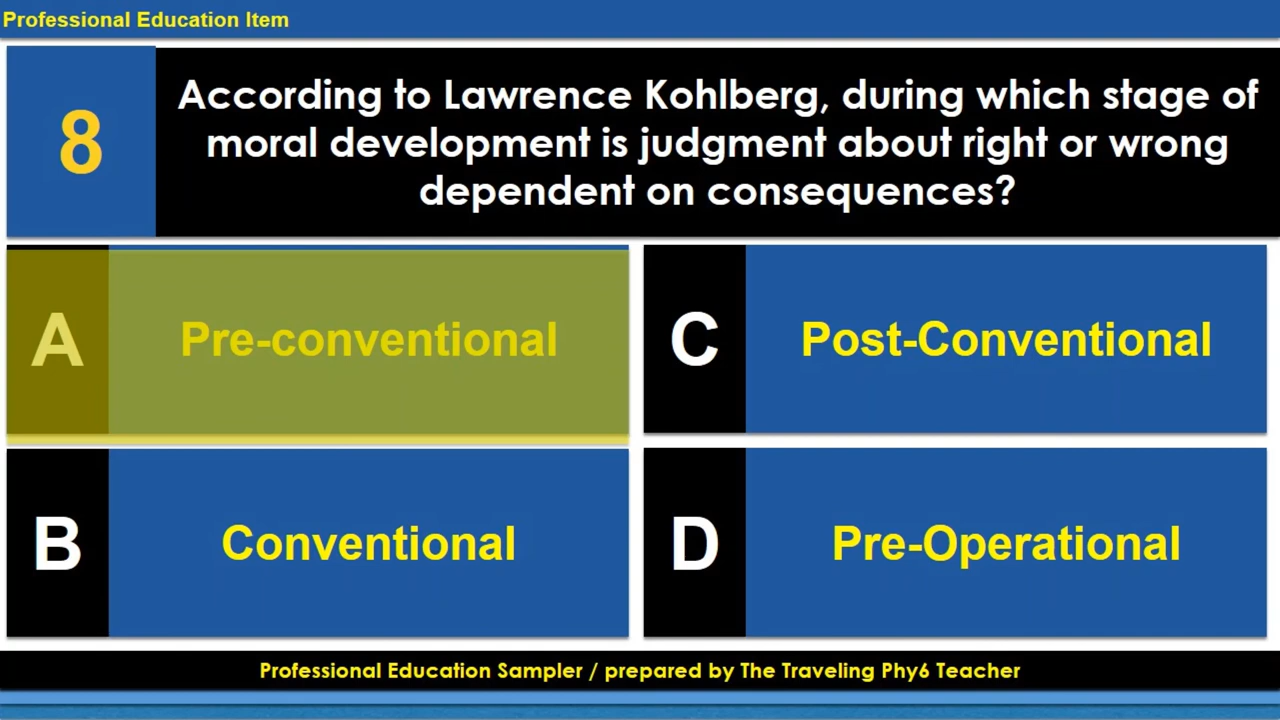 Professional Education Item
8
According to Lawrence Kohlberg, during which stage of
moral development is judgment about right or wrong
dependent on consequences?
A
Pre-conventional
B
Conventional
C
Post-Conventional
D
Pre-Operational
Professional Education Sampler / prepared by The Traveling Phy6 Teacher